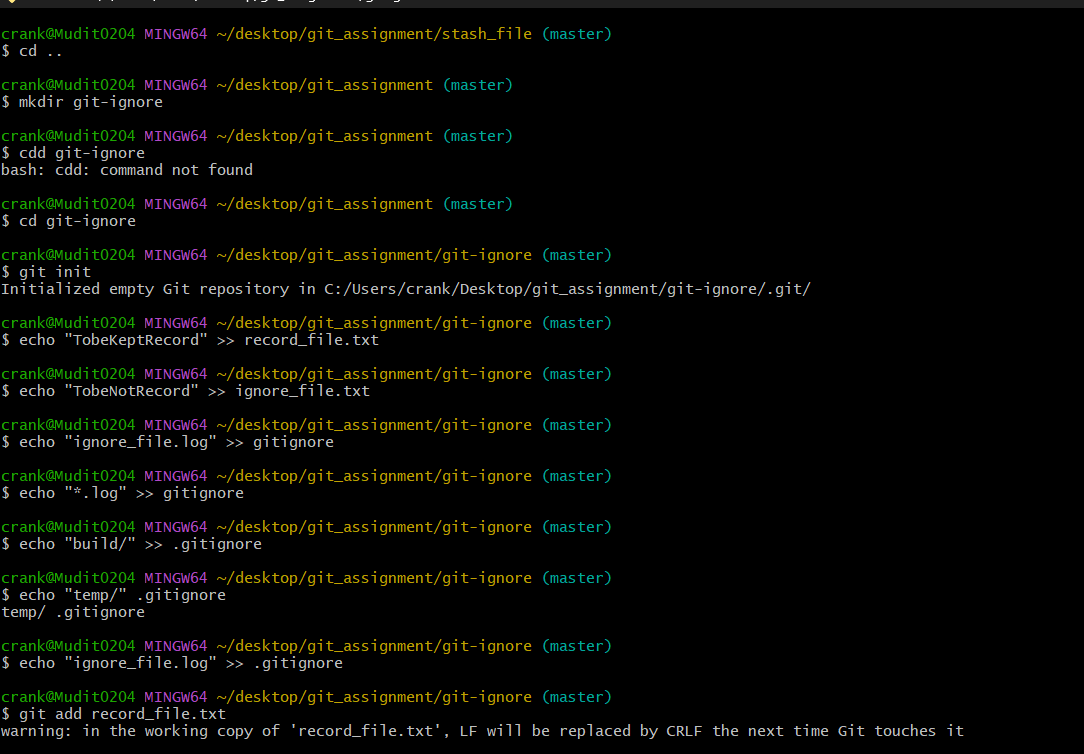 crank@Mudit0204 MINGW64 ~/desktop/git_assignment/stash_file (master)
$ cd ..
crank@Mudit0204 MINGW64 ~/desktop/git_assignment (master)
$ mkdir git-ignore
crank@Mudit0204 MINGW64 ~/desktop/git_assignment (master)
$ cdd git-ignore
bash: cdd: command not found
crank@Mudit0204 MINGW64 ~/desktop/git_assignment (master)
$ cd git-ignore
crank@Mudit0204 MINGW64 ~/desktop/git_assignment/git-ignore (master)
$ git init
Initialized empty Git repository in C:/Users/crank/Desktop/git_assignment/git-ignore/.git/
crank@Mudit0204 MINGW64 ~/desktop/git_assignment/git-ignore (master)
$ echo "TobeKeptRecord" >> record_file.txt
crank@Mudit0204 MINGW64 ~/desktop/git_assignment/git-ignore (master)
$ echo "TobeNotRecord" >> ignore_file.txt
crank@Mudit0204 MINGW64 ~/desktop/git_assignment/git-ignore (master)
$ echo "ignore_file.log" >> gitignore
crank@Mudit0204 MINGW64 ~/desktop/git_assignment/git-ignore (master)
$ echo "*.log" >> gitignore
crank@Mudit0204 MINGW64 ~/desktop/git_assignment/git-ignore (master)
$ echo "build/" >> .gitignore
crank@Mudit0204 MINGW64 ~/desktop/git_assignment/git-ignore (master)
$ echo "temp/" .gitignore
temp/ .gitignore
crank@Mudit0204 MINGW64 ~/desktop/git_assignment/git-ignore (master)
$ echo "ignore_file.log" >> .gitignore
crank@Mudit0204 MINGW64 ~/desktop/git_assignment/git-ignore (master)
$ git add record_file.txt
warning: in the working copy of 'record_file.txt', LF will be replaced by CRLF the next time Git touches it